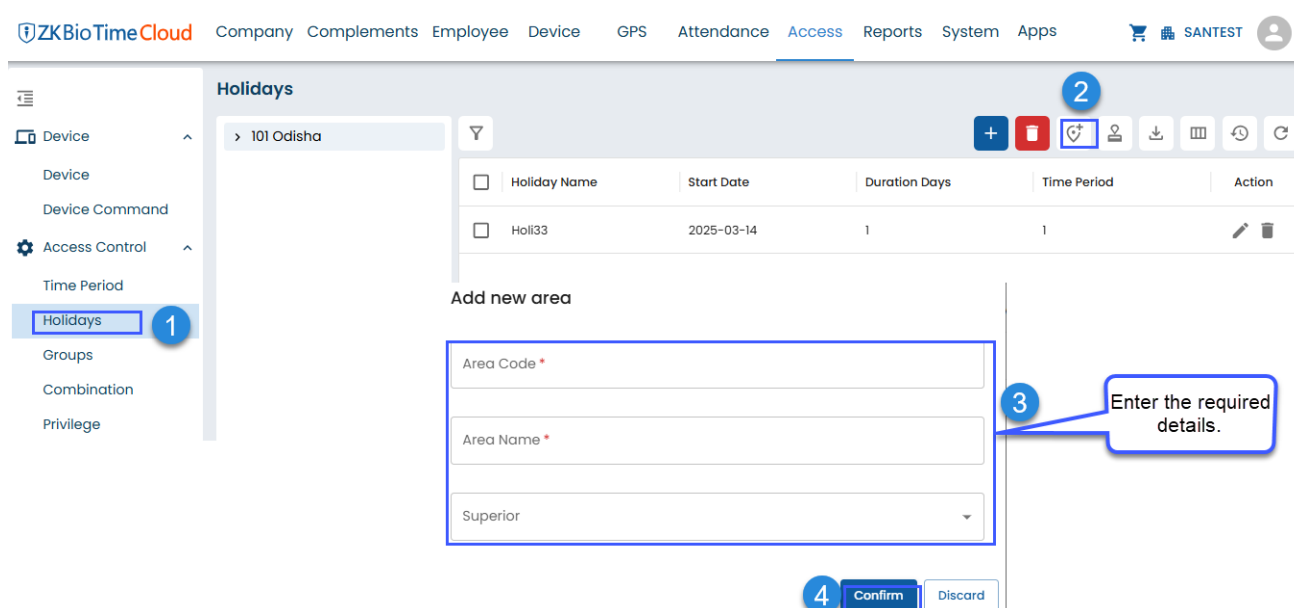 ZKBioTime Cloud Company Complements Employee Device GPS Attendance Access Reports System Apps SANTEST
Holidays
2
Device
101 Odisha
Device
Holiday Name Start Date Duration Days Time Period Action
Device Command
Holi33 2025-03-14 1 1
Access Control
Time Period
Add new area
Holidays
1
Groups
Area Code *
Combination
3
Enter the required
details.
Privilege
Area Name *
Superior
4
Confirm Discard